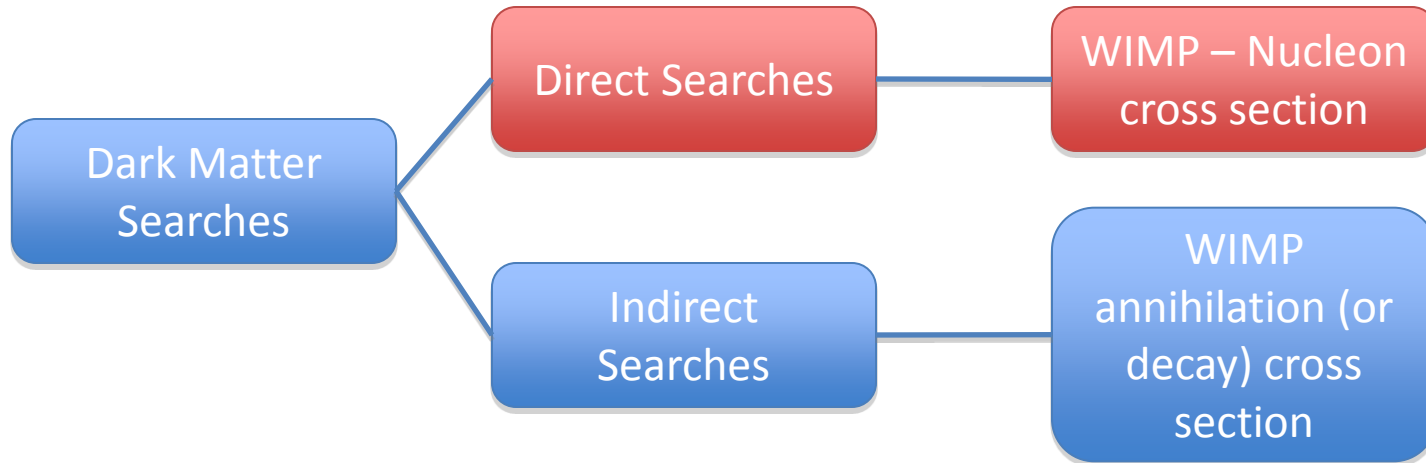 Dark Matter
Searches
Direct Searches
WIMP – Nucleon
cross section
Indirect
Searches
WIMP
annihilation (or
decay) cross
section